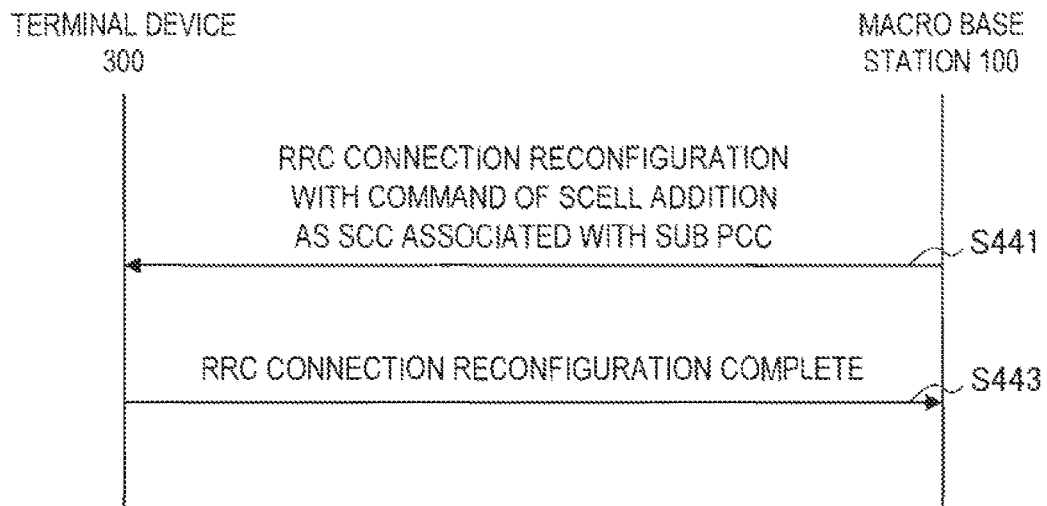 TERMINAL DEVICE
300
MACRO BASE
STATION 100
RRC CONNECTION RECONFIGURATION
WITH COMMAND OF SCELL ADDITION
AS SCC ASSOCIATED WITH SUB PCC
S441
RRC CONNECTION RECONFIGURATION COMPLETE
S443